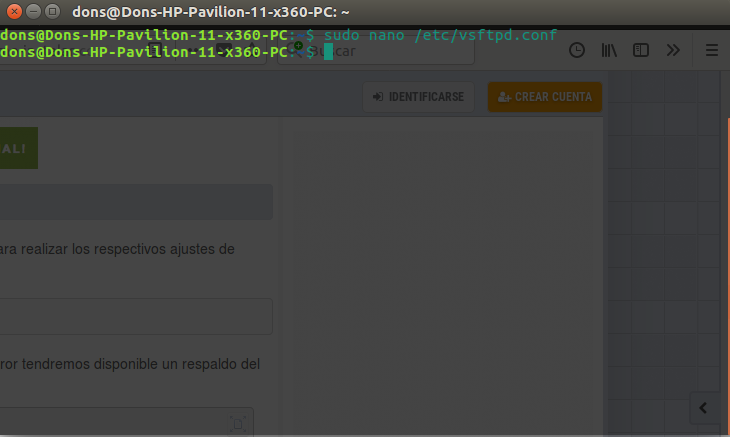 dons@Dons-HP-Pavilion-11-x360-PC: ~
dons@Dons-HP-Pavilion-11-x360-PC: $ sudo nano /etc/vsftpd.conf
dons@Dons-HP-Pavilion-11-x360-PC: $
Buscar
IDENTIFICARSE
CREAR CUENTA
AL!
ara realizar los respectivos ajustes de
ror tendremos disponible un respaldo del